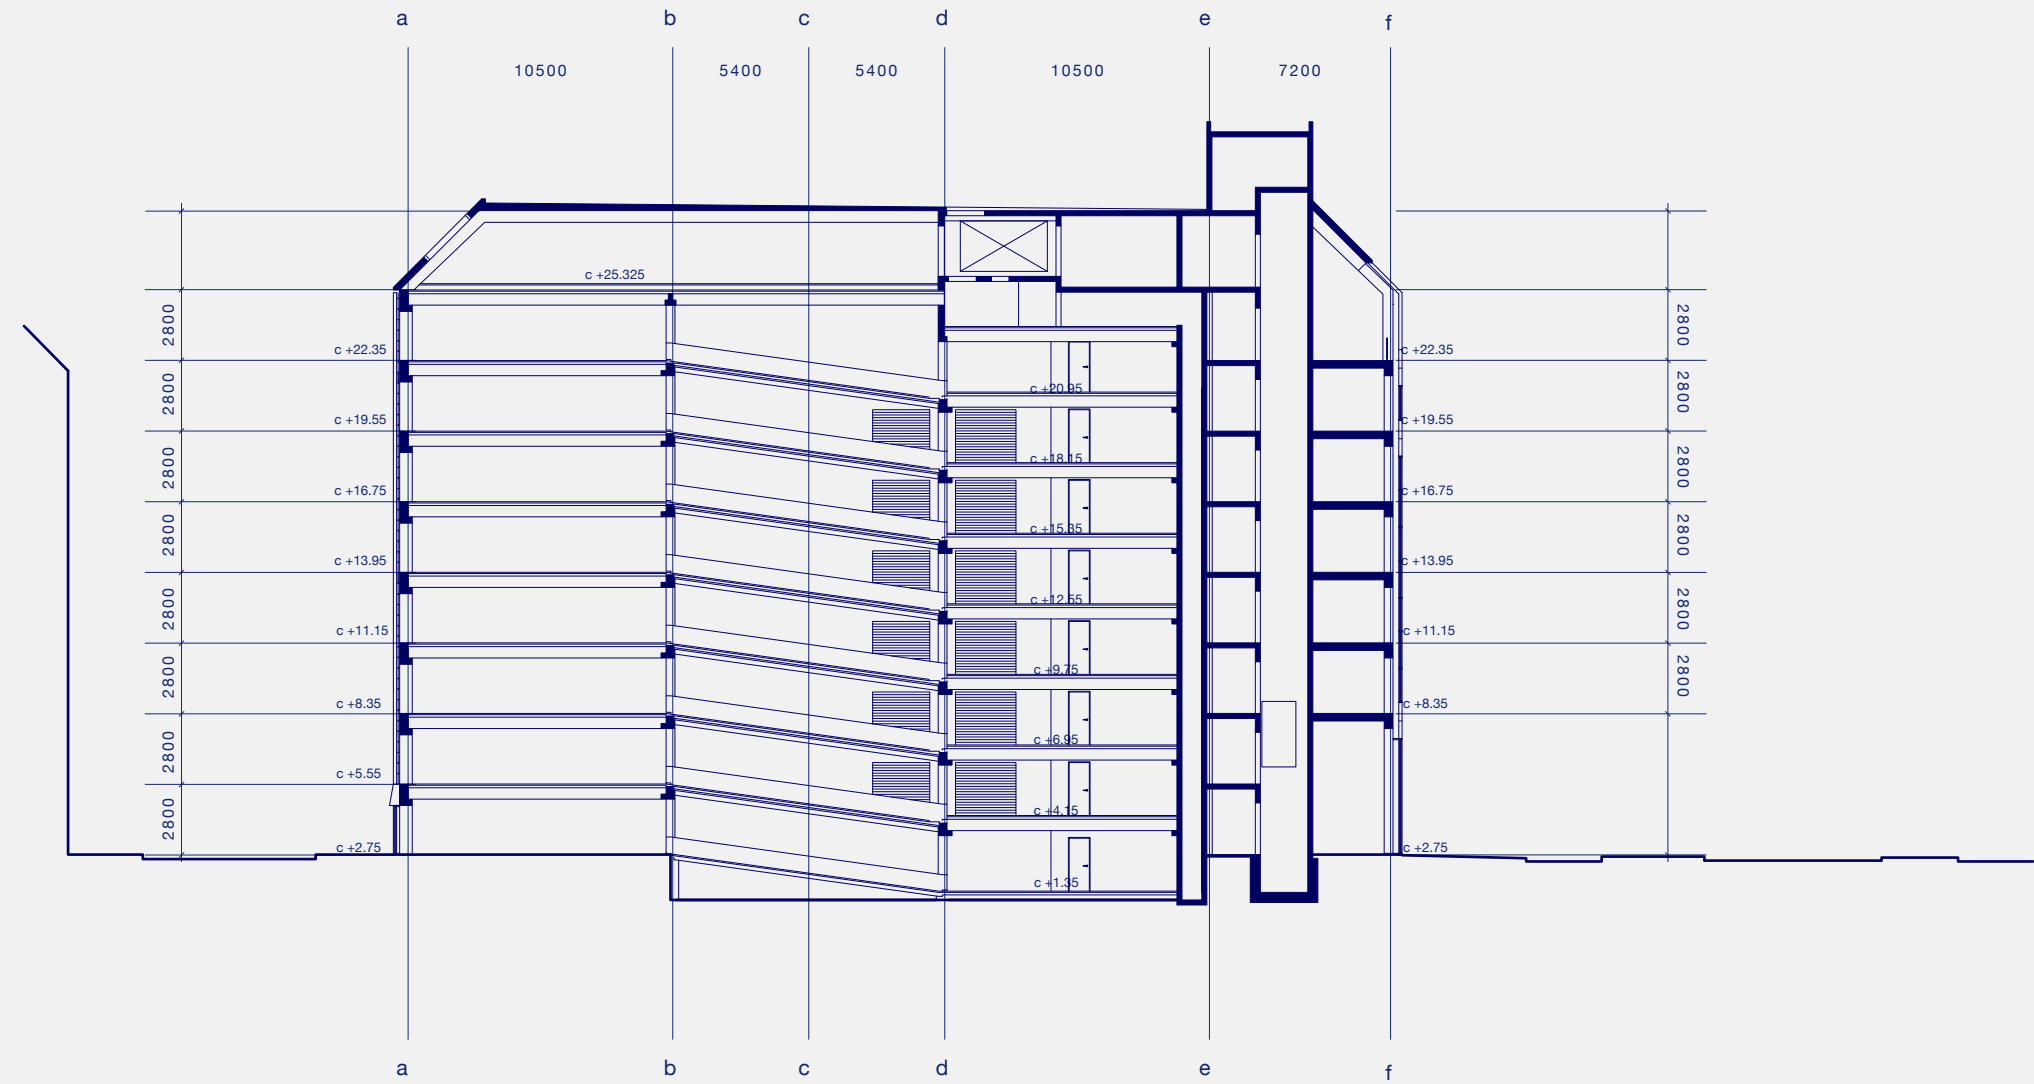 a b c d e f
10500 5400 5400 10500 7200
c +25.325
2800 2800
c +22.35 c +22.35
2800 2800
c +20.95
c +19.55 c +19.55
2800 2800
c +18.15
c +16.75 c +16.75
2800 2800
c +15.35
c +13.95 c +13.95
2800 2800
c +12.55
c +11.15 c +11.15
2800 2800
c +9.75
c +8.35 c +8.35
2800
c +6.95
c +5.55
2800
c +4.15
c +2.75 c +2.75
c +1.35
a b c d e f